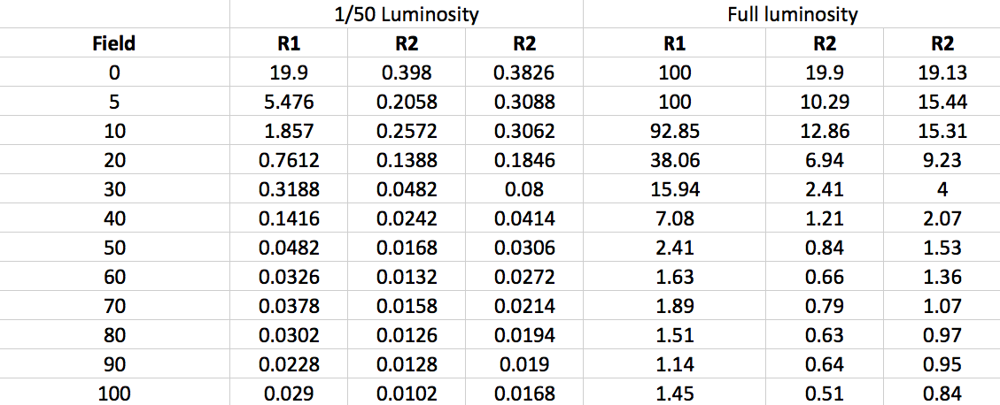 1/50 Luminosity Full luminosity
Field R1 R2 R2 R1 R2 R2
0 19.9 0.398 0.3826 100 19.9 19.13
5 5.476 0.2058 0.3088 100 10.29 15.44
10 1.857 0.2572 0.3062 92.85 12.86 15.31
20 0.7612 0.1388 0.1846 38.06 6.94 9.23
30 0.3188 0.0482 0.08 15.94 2.41 4
40 0.1416 0.0242 0.0414 7.08 1.21 2.07
50 0.0482 0.0168 0.0306 2.41 0.84 1.53
60 0.0326 0.0132 0.0272 1.63 0.66 1.36
70 0.0378 0.0158 0.0214 1.89 0.79 1.07
80 0.0302 0.0126 0.0194 1.51 0.63 0.97
90 0.0228 0.0128 0.019 1.14 0.64 0.95
100 0.029 0.0102 0.0168 1.45 0.51 0.84